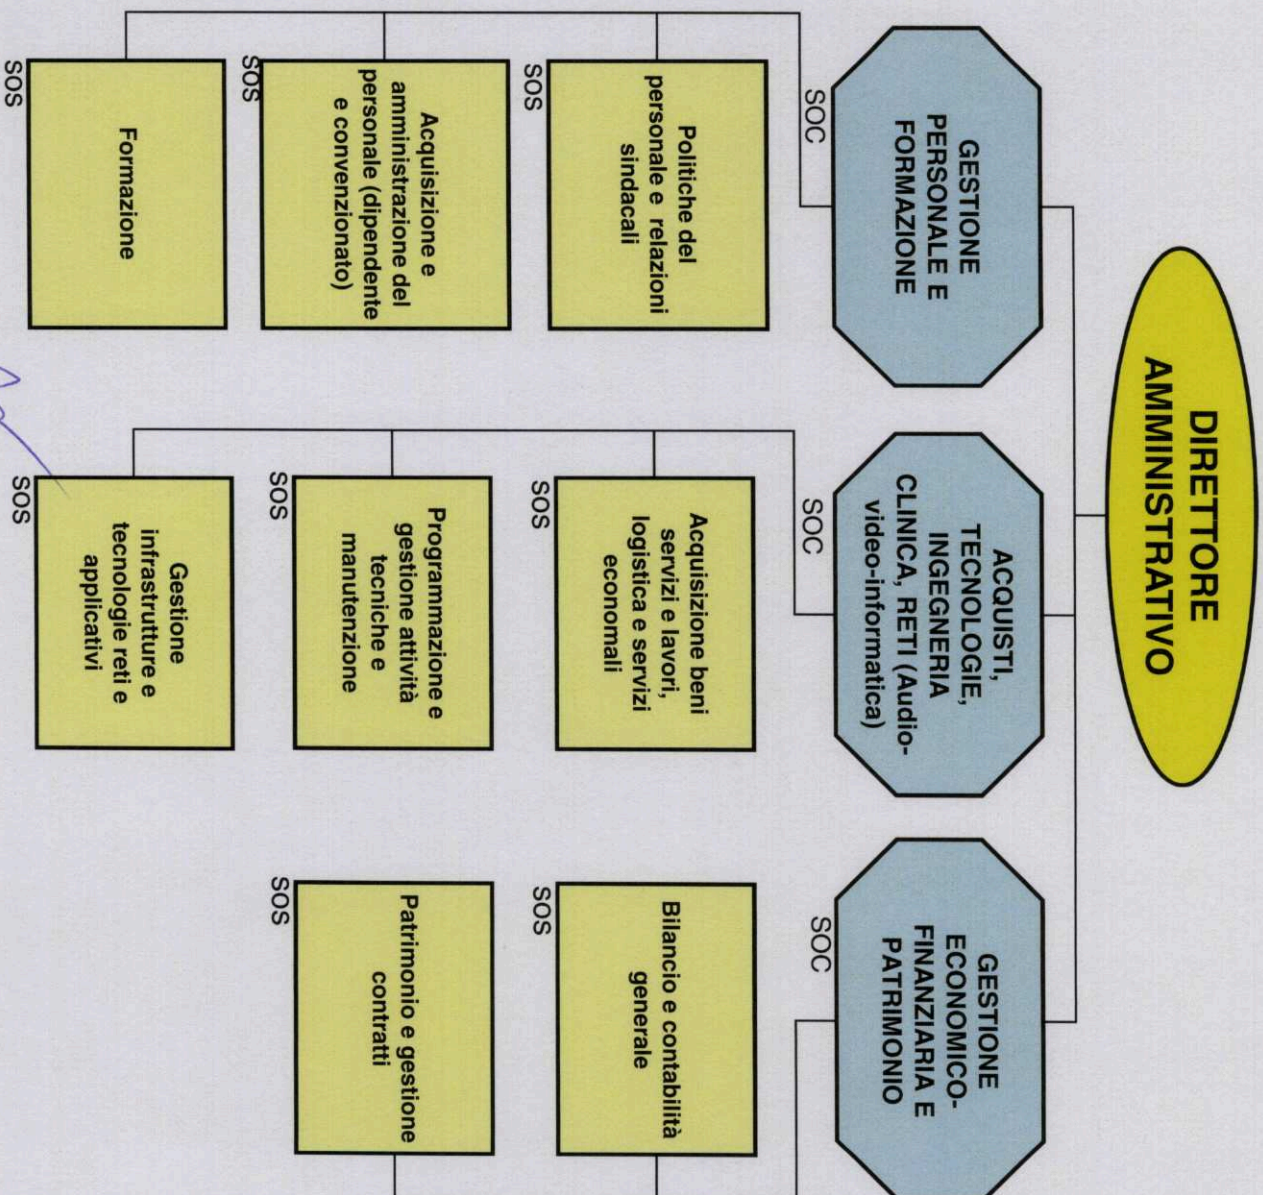 DIRETTORE
AMMINISTRATIVO
GESTIONE
PERSONALE E
FORMAZIONE
SOC
Politiche del
personale e relazioni
sindacali
SOS
Acquisizione e
amministrazione del
personale (dipendente
e convenzionato)
SOS
Formazione
SOS
ACQUISTI,
TECNOLOGIE,
INGEGNERIA
CLINICA, RETI (Audio-
video-informatica)
SOC
Acquisizione beni
servizi e lavori,
logistica e servizi
economali
SOS
Programmazione e
gestione attività
tecniche e
manutenzione
SOS
Gestione
infrastrutture e
tecnologie reti e
applicativi
SOS
GESTIONE
ECONOMICO-
FINANZIARIA E
PATRIMONIO
SOC
Bilancio e contabilità
generale
SOS
Patrimonio e gestione
contratti
SOS